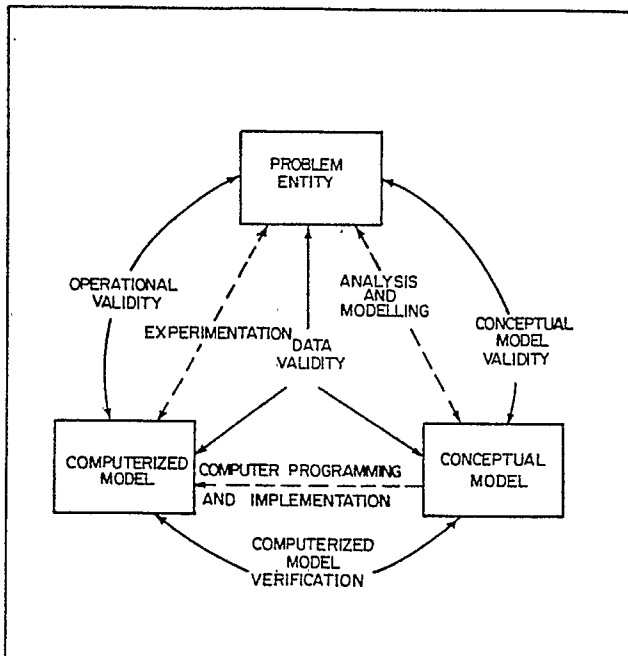 PROBLEM
ENTITY
OPERATIONAL
VALIDITY
ANALYSIS
AND
MODELLING
EXPERIMENTATION
DATA
VALIDITY
CONCEPTUAL
MODEL
VALIDITY
COMPUTERIZED
MODEL
COMPUTER PROGRAMMING
AND IMPLEMENTATION
CONCEPTUAL
MODEL
COMPUTERIZED
MODEL
VERIFICATION